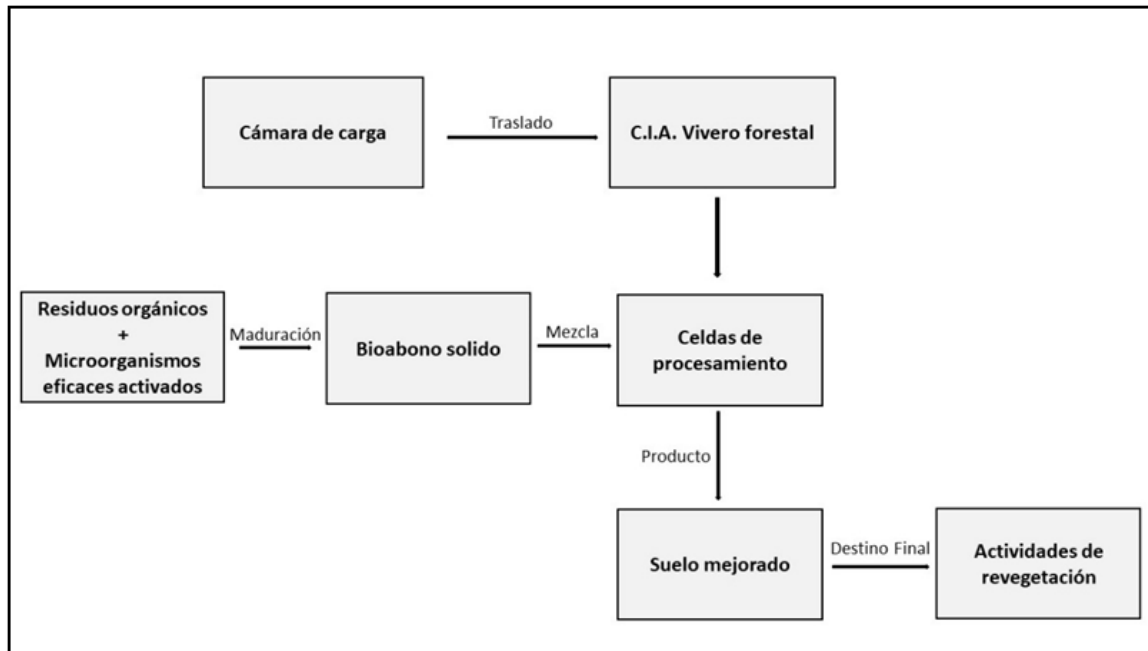 Cámara de carga
Traslado
C.I.A. Vivero forestal
Residuos orgánicos
+
Microorganismos
eficaces activados
Maduración
Bioabono solido
Mezcla
Celdas de
procesamiento
Producto
Suelo mejorado
Destino Final
Actividades de
revegetación